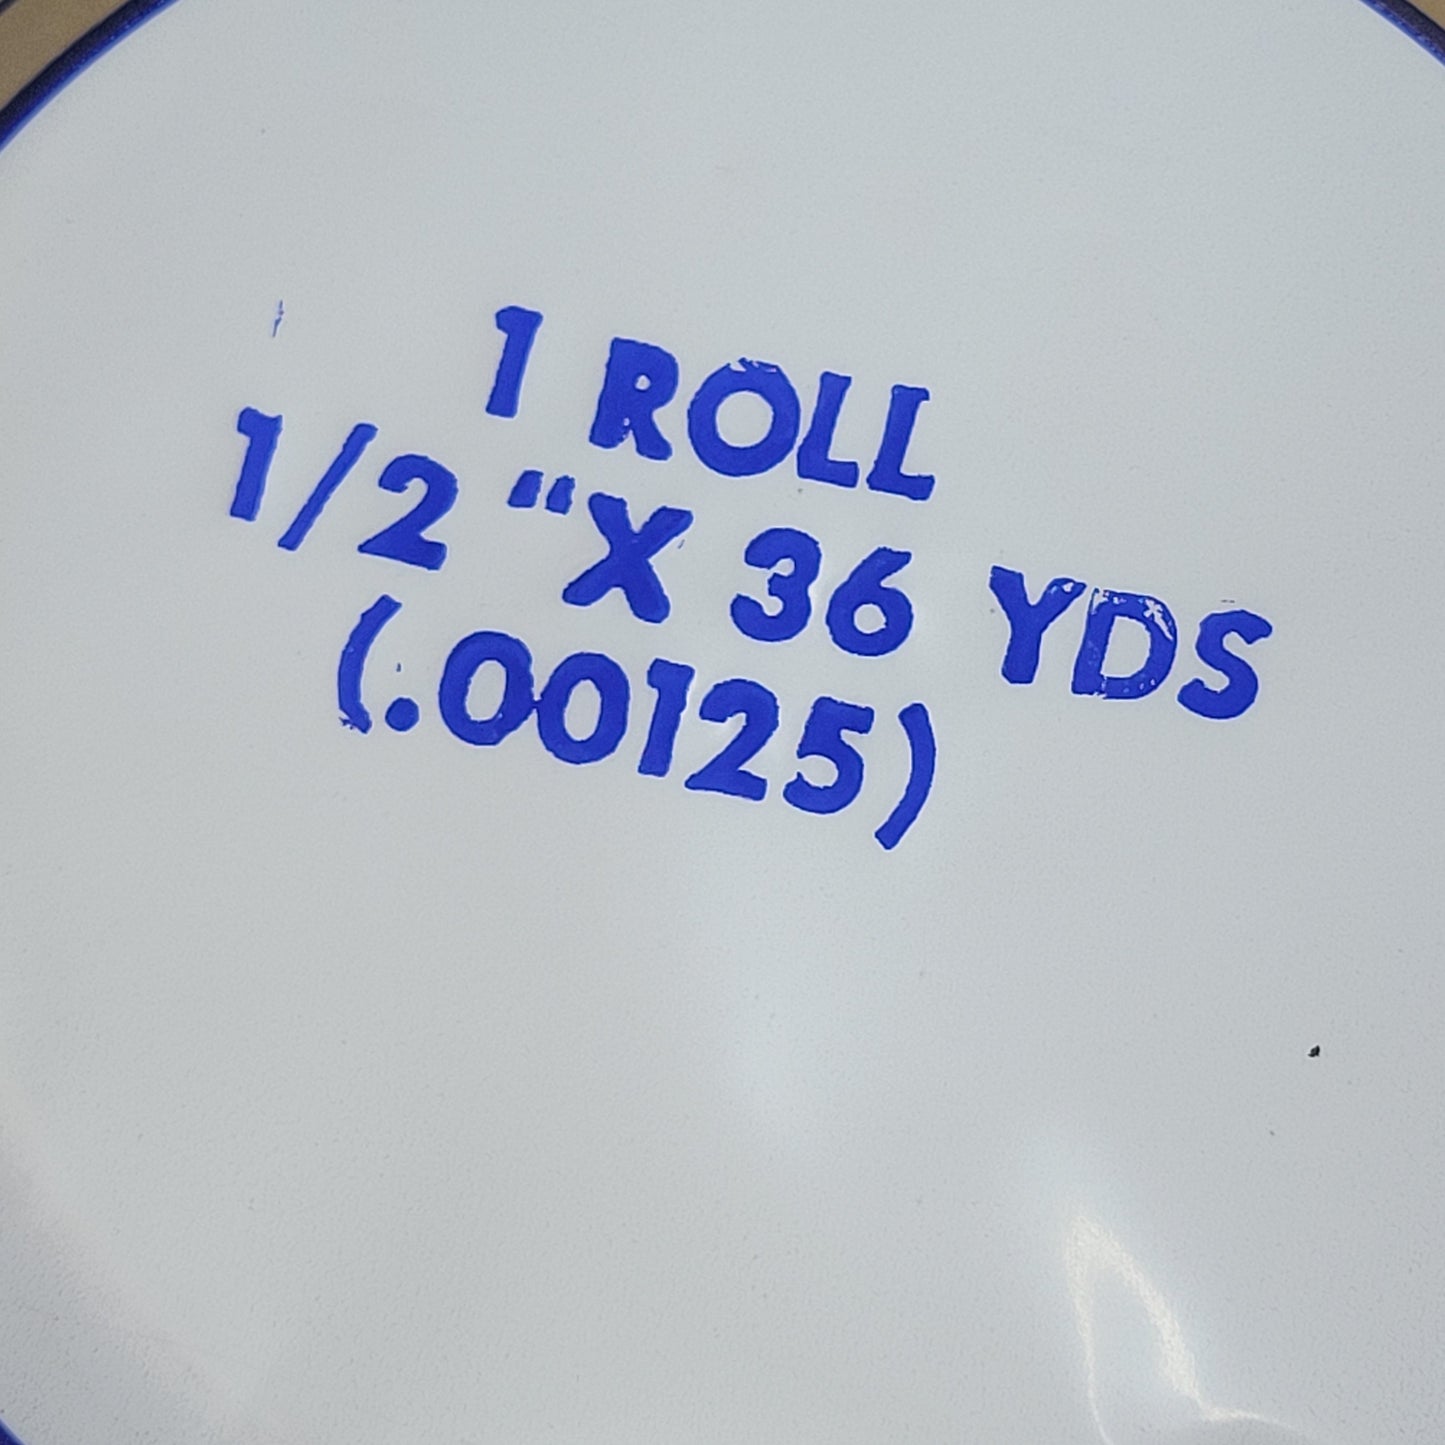 1 ROLL
1/2 “X 36 YDS
(.00125)